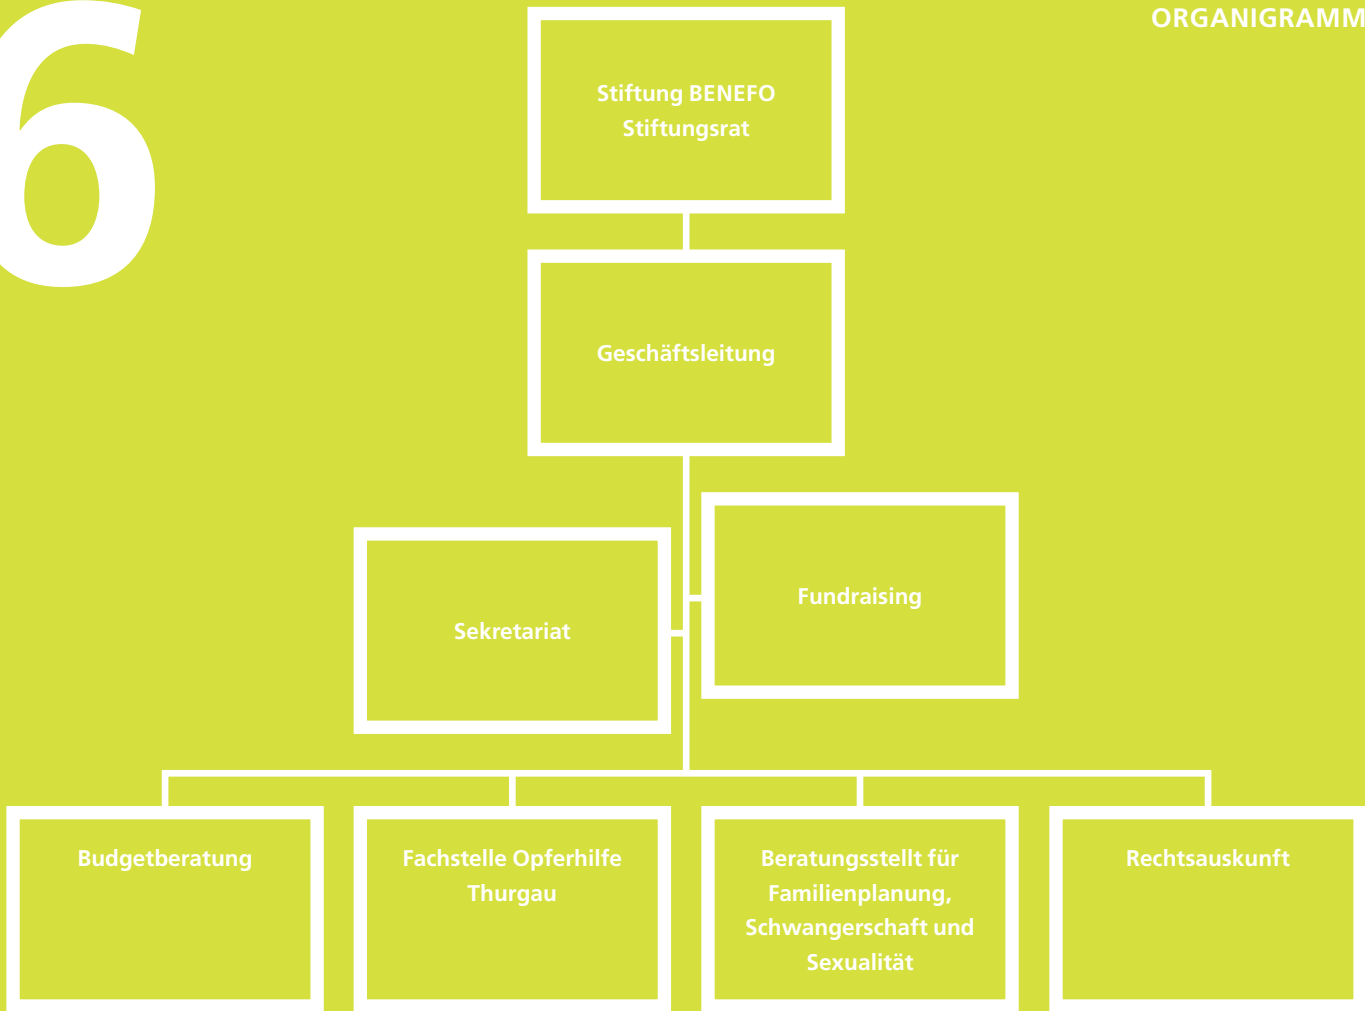 6
ORGANIGRAMM
Stiftung BENEFO
Stiftungsrat
Geschäftsleitung
Fundraising
Sekretariat
Budgetberatung
Fachstelle Opferhilfe
Thurgau
Beratungsstellt für
Familienplanung,
Schwangerschaft und
Sexualität
Rechtsauskunft